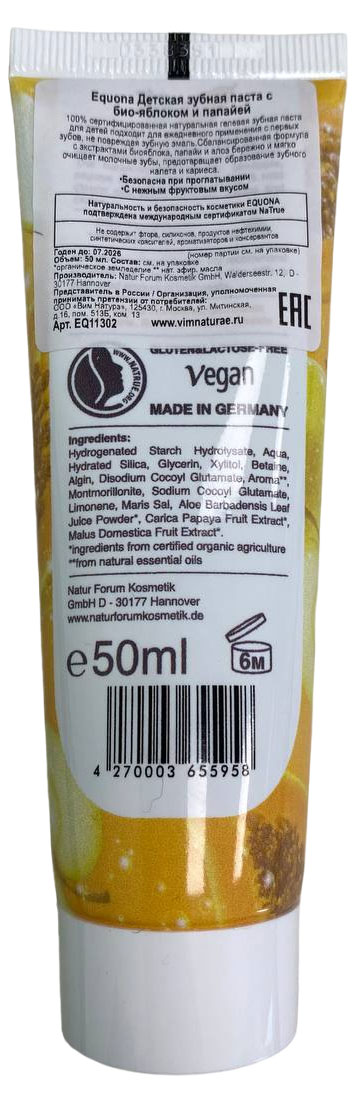 Equona Детская зубная паста с
био-яблоком и папайей
100% сертифицированная натуральная гелевая зубная паста
для детей подходит для ежедневного применения с первых
зубов, не повреждая зубную эмаль.Сбалансированная формула
с экстрактами биояблока, папайи и алоэ бережно и мягко
очищает молочные зубы, предотвращает образование зубного
налета и кариеса.
•Безопасна при проглатывании
•С нежным фруктовым вкусом
Натуральность и безопасность косметики EQUONA
подтверждена международным сертификатом NaTrue
Не содержит фтора, силиконов, продуктов нефтехимии,
синтетических красителей, ароматизаторов и консервантов
Годен до: 07.2026 (номер партии см. на упаковке)
Объем: 50 мл. Состав: см. на упаковке
*органическое земледелие ** нат. эфир. масла
Производитель: Natur Forum Kosmetik GmbH, Walderseestr. 12, D -
30177 Hannover
Представитель в России / Организация, уполномоченная
принимать претензии от потребителей:
ООО «Вим Натурэ», 125430, г. Москва, ул. Митинская,
д.16, пом. 513Б, ком. 13
Арт. EQ11302 www.vimnaturae.ru
EAC
GLUTEN&LACTOSE-FREE
WWW.NATRUE.ORG
Vegan
MADE IN GERMANY
Ingredients:
Hydrogenated Starch Hydrolysate, Aqua,
Hydrated Silica, Glycerin, Xylitol, Betaine,
Algin, Disodium Cocoyl Glutamate, Aroma**,
Montmorillonite, Sodium Cocoyl Glutamate,
Limonene, Maris Sal, Aloe Barbadensis Leaf
Juice Powder*, Carica Papaya Fruit Extract*,
Malus Domestica Fruit Extract*.
*ingredients from certified organic agriculture
**from natural essential oils
Natur Forum Kosmetik
GmbH D - 30177 Hannover
www.naturforumkosmetik.de
e50ml
6M
4 270003 655958